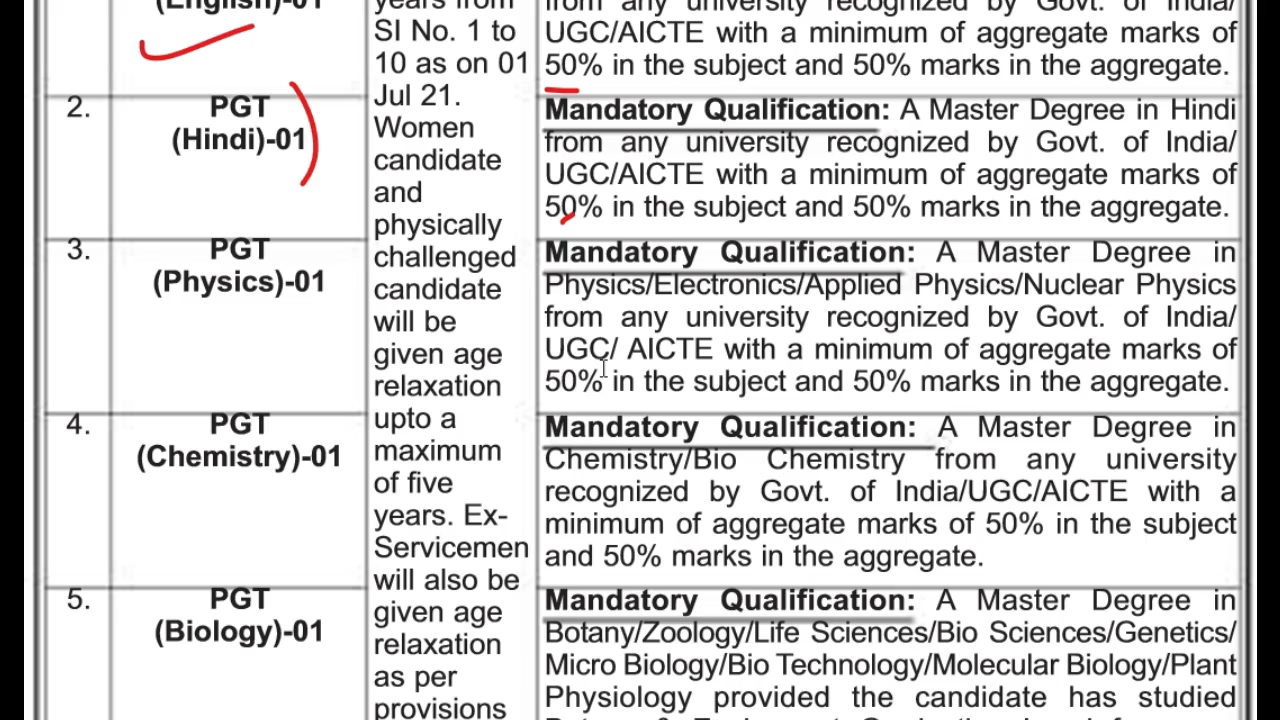 (English)-01
years from
SI No. 1 to
10 as on 01
Jul 21.
Women
candidate
and
physically
challenged
candidate
will be
given age
relaxation
upto a
maximum
of five
years. Ex-
Servicemen
will also be
given age
relaxation
as per
provisions
from any university recognized by Govt. of India/
UGC/AICTE with a minimum of aggregate marks of
50% in the subject and 50% marks in the aggregate.
2.
PGT
(Hindi)-01
Mandatory Qualification: A Master Degree in Hindi
from any university recognized by Govt. of India/
UGC/AICTE with a minimum of aggregate marks of
50% in the subject and 50% marks in the aggregate.
3.
PGT
(Physics)-01
Mandatory Qualification: A Master Degree in
Physics/Electronics/Applied Physics/Nuclear Physics
from any university recognized by Govt. of India/
UGC/ AICTE with a minimum of aggregate marks of
50% in the subject and 50% marks in the aggregate.
4.
PGT
(Chemistry)-01
Mandatory Qualification: A Master Degree in
Chemistry/Bio Chemistry from any university
recognized by Govt. of India/UGC/AICTE with a
minimum of aggregate marks of 50% in the subject
and 50% marks in the aggregate.
5.
PGT
(Biology)-01
Mandatory Qualification: A Master Degree in
Botany/Zoology/Life Sciences/Bio Sciences/Genetics/
Micro Biology/Bio Technology/Molecular Biology/Plant
Physiology provided the candidate has studied